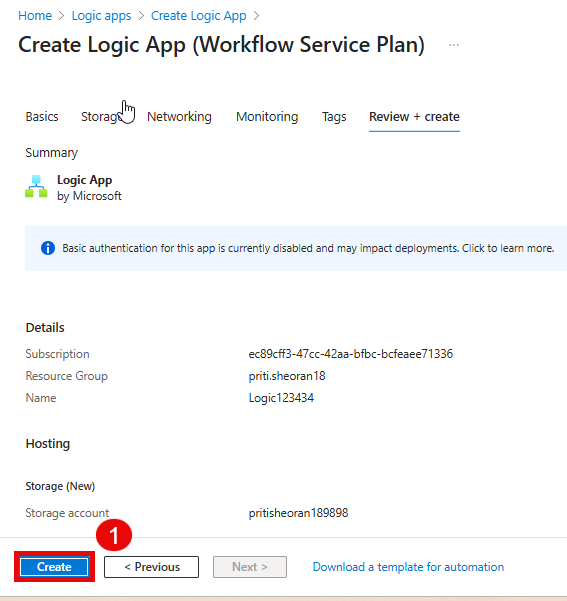 Home > Logic apps > Create Logic App >
Create Logic App (Workflow Service Plan) ...
Basics Storage Networking Monitoring Tags Review + create
Summary
Logic App
by Microsoft
Basic authentication for this app is currently disabled and may impact deployments. Click to learn more.
Details
Subscription ec89cff3-47cc-42aa-bfbc-bcfeaee71336
Resource Group priti.sheoran18
Name Logic123434
Hosting
Storage (New)
Storage account pritisheoran189898
1
Create < Previous Next > Download a template for automation